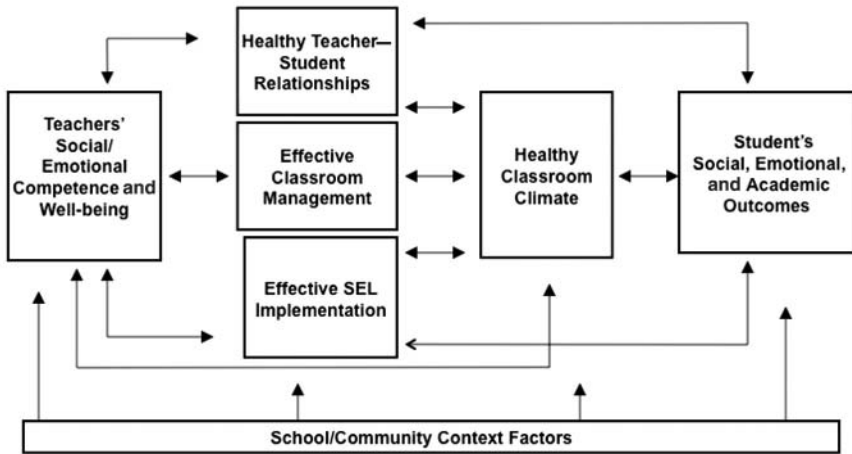 Healthy Teacher—
Student
Relationships
Teachers’
Social/
Emotional
Competence and
Well-being
Effective
Classroom
Management
Effective SEL
Implementation
Healthy
Classroom
Climate
Student’s
Social, Emotional,
and Academic
Outcomes
School/Community Context Factors